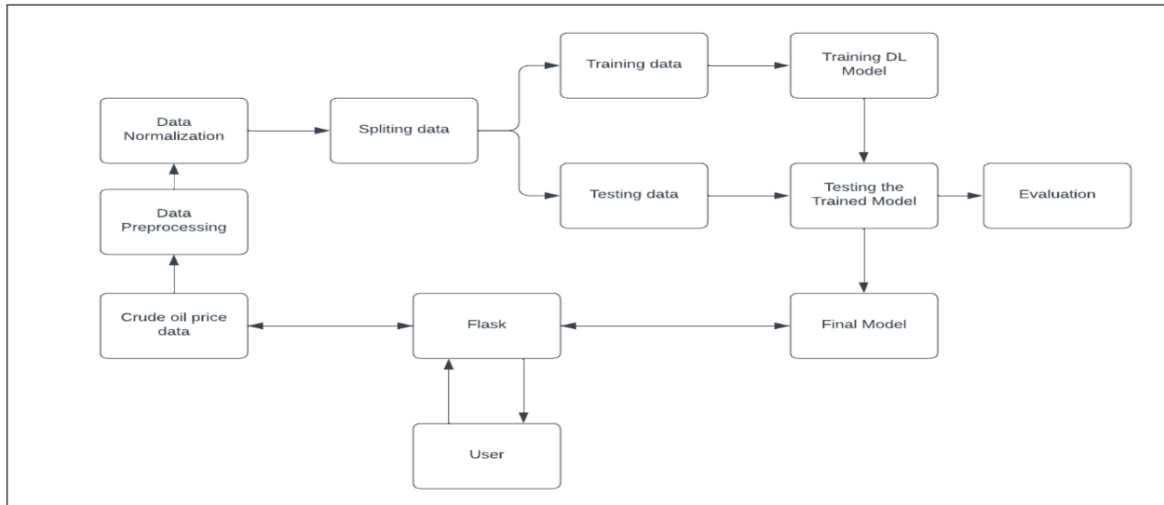 Training data
Training DL
Model
Data
Normalization
Spliting data
Testing data
Testing the
Trained Model
Evaluation
Data
Preprocessing
Crude oil price
data
Flask
Final Model
User